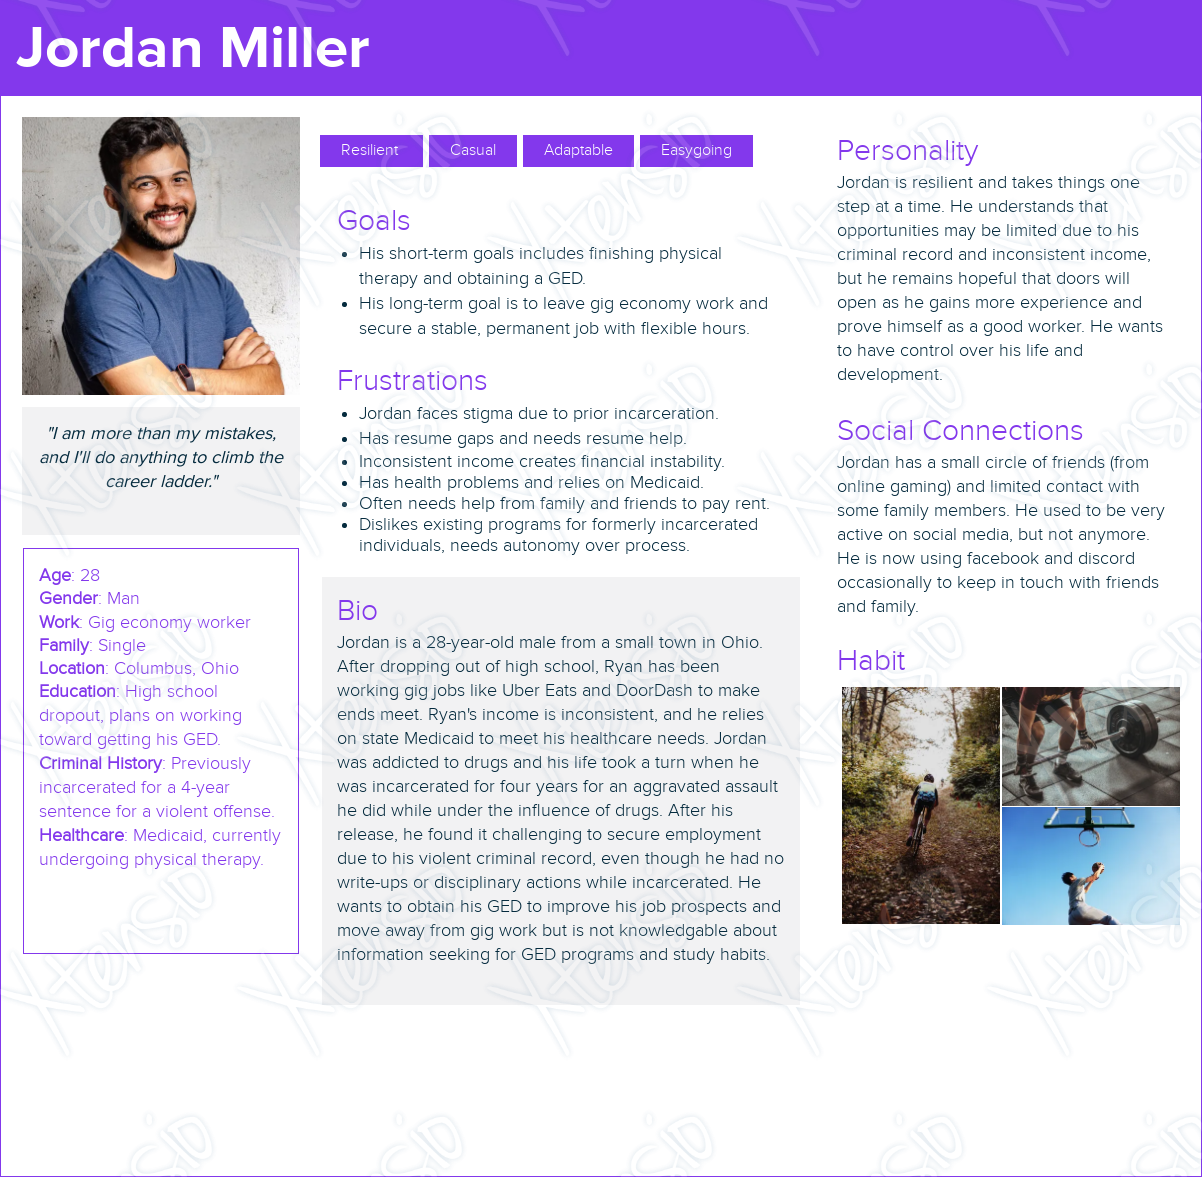 Jordan Miller
Resilient
Casual
Adaptable
Easygoing
"I am more than my mistakes,
and I'll do anything to climb the
career ladder."
Age: 28
Gender: Man
Work: Gig economy worker
Family: Single
Location: Columbus, Ohio
Education: High school
dropout, plans on working
toward getting his GED.
Criminal History: Previously
incarcerated for a 4-year
sentence for a violent offense.
Healthcare: Medicaid, currently
undergoing physical therapy.
Goals
• His short-term goals includes finishing physical
therapy and obtaining a GED.
• His long-term goal is to leave gig economy work and
secure a stable, permanent job with flexible hours.
Frustrations
• Jordan faces stigma due to prior incarceration.
• Has resume gaps and needs resume help.
• Inconsistent income creates financial instability.
• Has health problems and relies on Medicaid.
• Often needs help from family and friends to pay rent.
• Dislikes existing programs for formerly incarcerated
individuals, needs autonomy over process.
Bio
Jordan is a 28-year-old male from a small town in Ohio.
After dropping out of high school, Ryan has been
working gig jobs like Uber Eats and DoorDash to make
ends meet. Ryan's income is inconsistent, and he relies
on state Medicaid to meet his healthcare needs. Jordan
was addicted to drugs and his life took a turn when he
was incarcerated for four years for an aggravated assault
he did while under the influence of drugs. After his
release, he found it challenging to secure employment
due to his violent criminal record, even though he had no
write-ups or disciplinary actions while incarcerated. He
wants to obtain his GED to improve his job prospects and
move away from gig work but is not knowledgable about
information seeking for GED programs and study habits.
Personality
Jordan is resilient and takes things one
step at a time. He understands that
opportunities may be limited due to his
criminal record and inconsistent income,
but he remains hopeful that doors will
open as he gains more experience and
prove himself as a good worker. He wants
to have control over his life and
development.
Social Connections
Jordan has a small circle of friends (from
online gaming) and limited contact with
some family members. He used to be very
active on social media, but not anymore.
He is now using facebook and discord
occasionally to keep in touch with friends
and family.
Habit
Xtensio